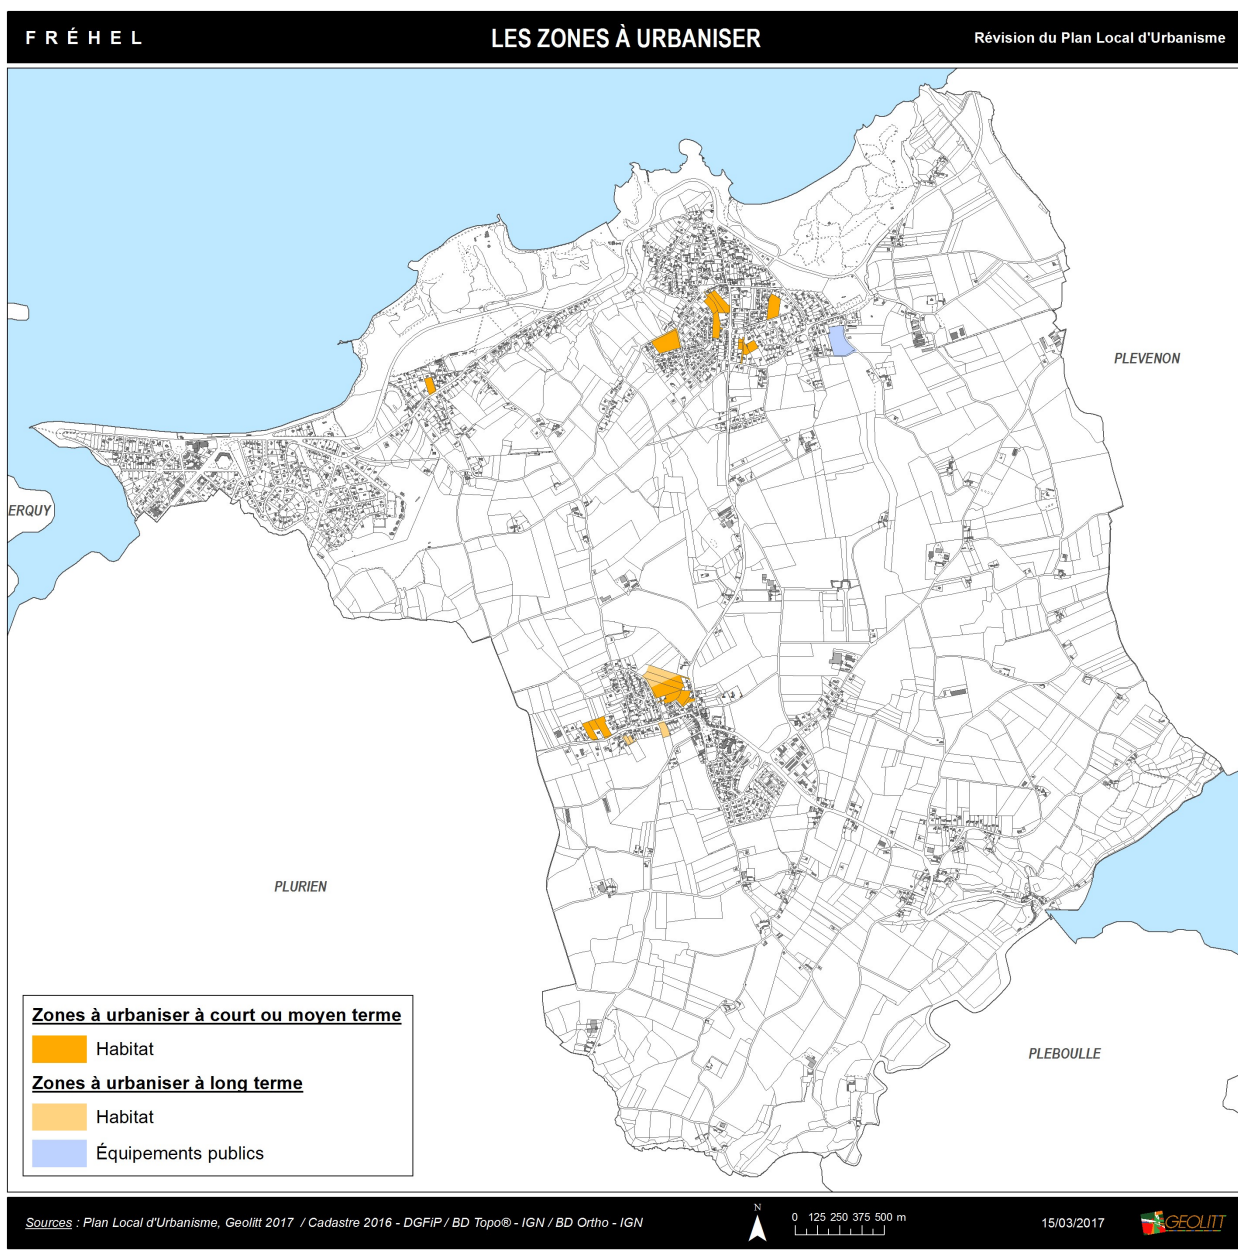 FRÉHEL
LES ZONES À URBANISER
Révision du Plan Local d'Urbanisme
PLEVENON
ERQUY
PLURIEN
PLEBOULLE
Zones à urbaniser à court ou moyen terme
Habitat
Zones à urbaniser à long terme
Habitat
Équipements publics
Sources : Plan Local d'Urbanisme, Geolitt 2017 / Cadastre 2016 - DGFiP / BD Topo® - IGN / BD Ortho - IGN
N
0 125 250 375 500 m
15/03/2017
GEOLITT